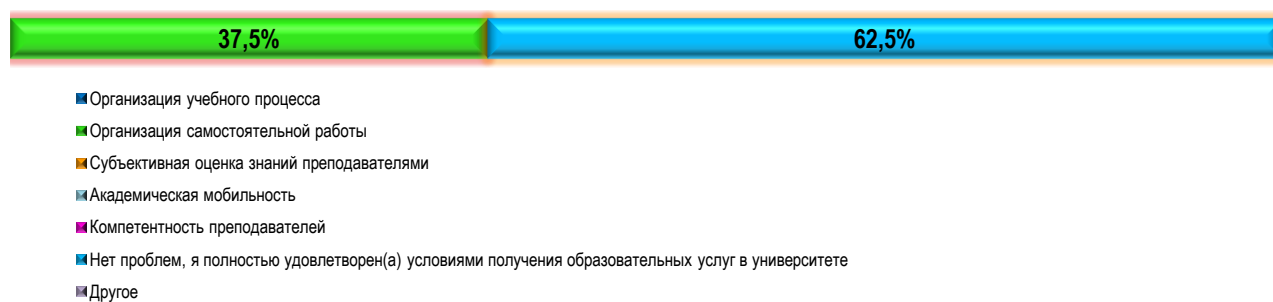 37,5% 62,5%
Организация учебного процесса
Организация самостоятельной работы
Субъективная оценка знаний преподавателями
Академическая мобильность
Компетентность преподавателей
Нет проблем, я полностью удовлетворен(а) условиями получения образовательных услуг в университете
Другое